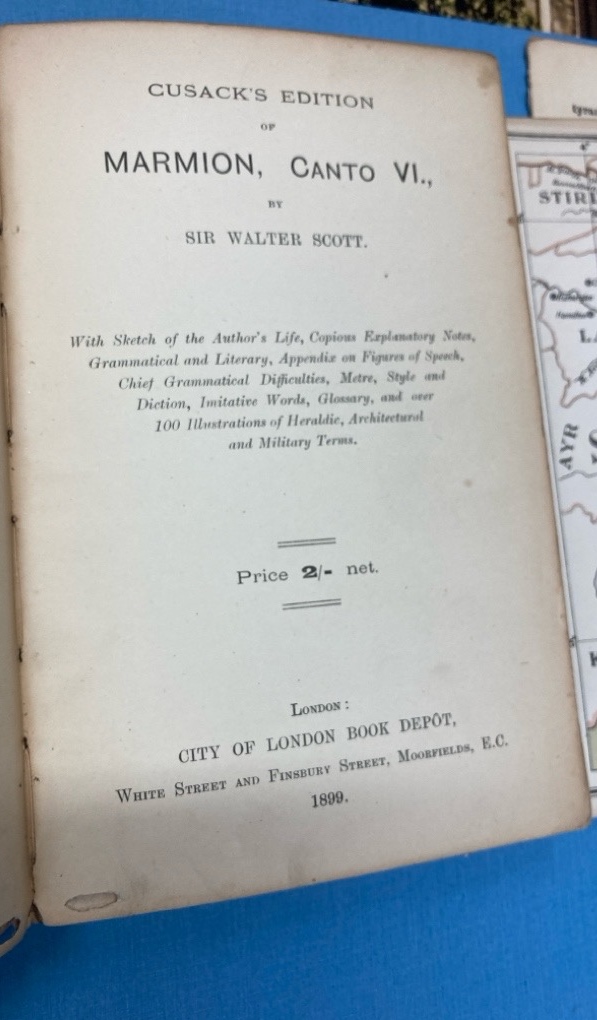 CUSACK'S EDITION
OF
MARMION, CANTO VI.,
BY
SIR WALTER SCOTT.
With Sketch of the Author's Life, Copious Explanatory Notes,
Grammatical and Literary, Appendix on Figures of Speech,
Chief Grammatical Difficulties, Metre, Style and
Diction, Imitative Words, Glossary, and over
100 Illustrations of Heraldic, Architectural
and Military Terms.
Price 2/- net.
LONDON:
CITY OF LONDON BOOK DEPÔT,
WHITE STREET AND FINSBURY STREET, MOORFIELDS, E.C.
1899.
STIRL
AYR